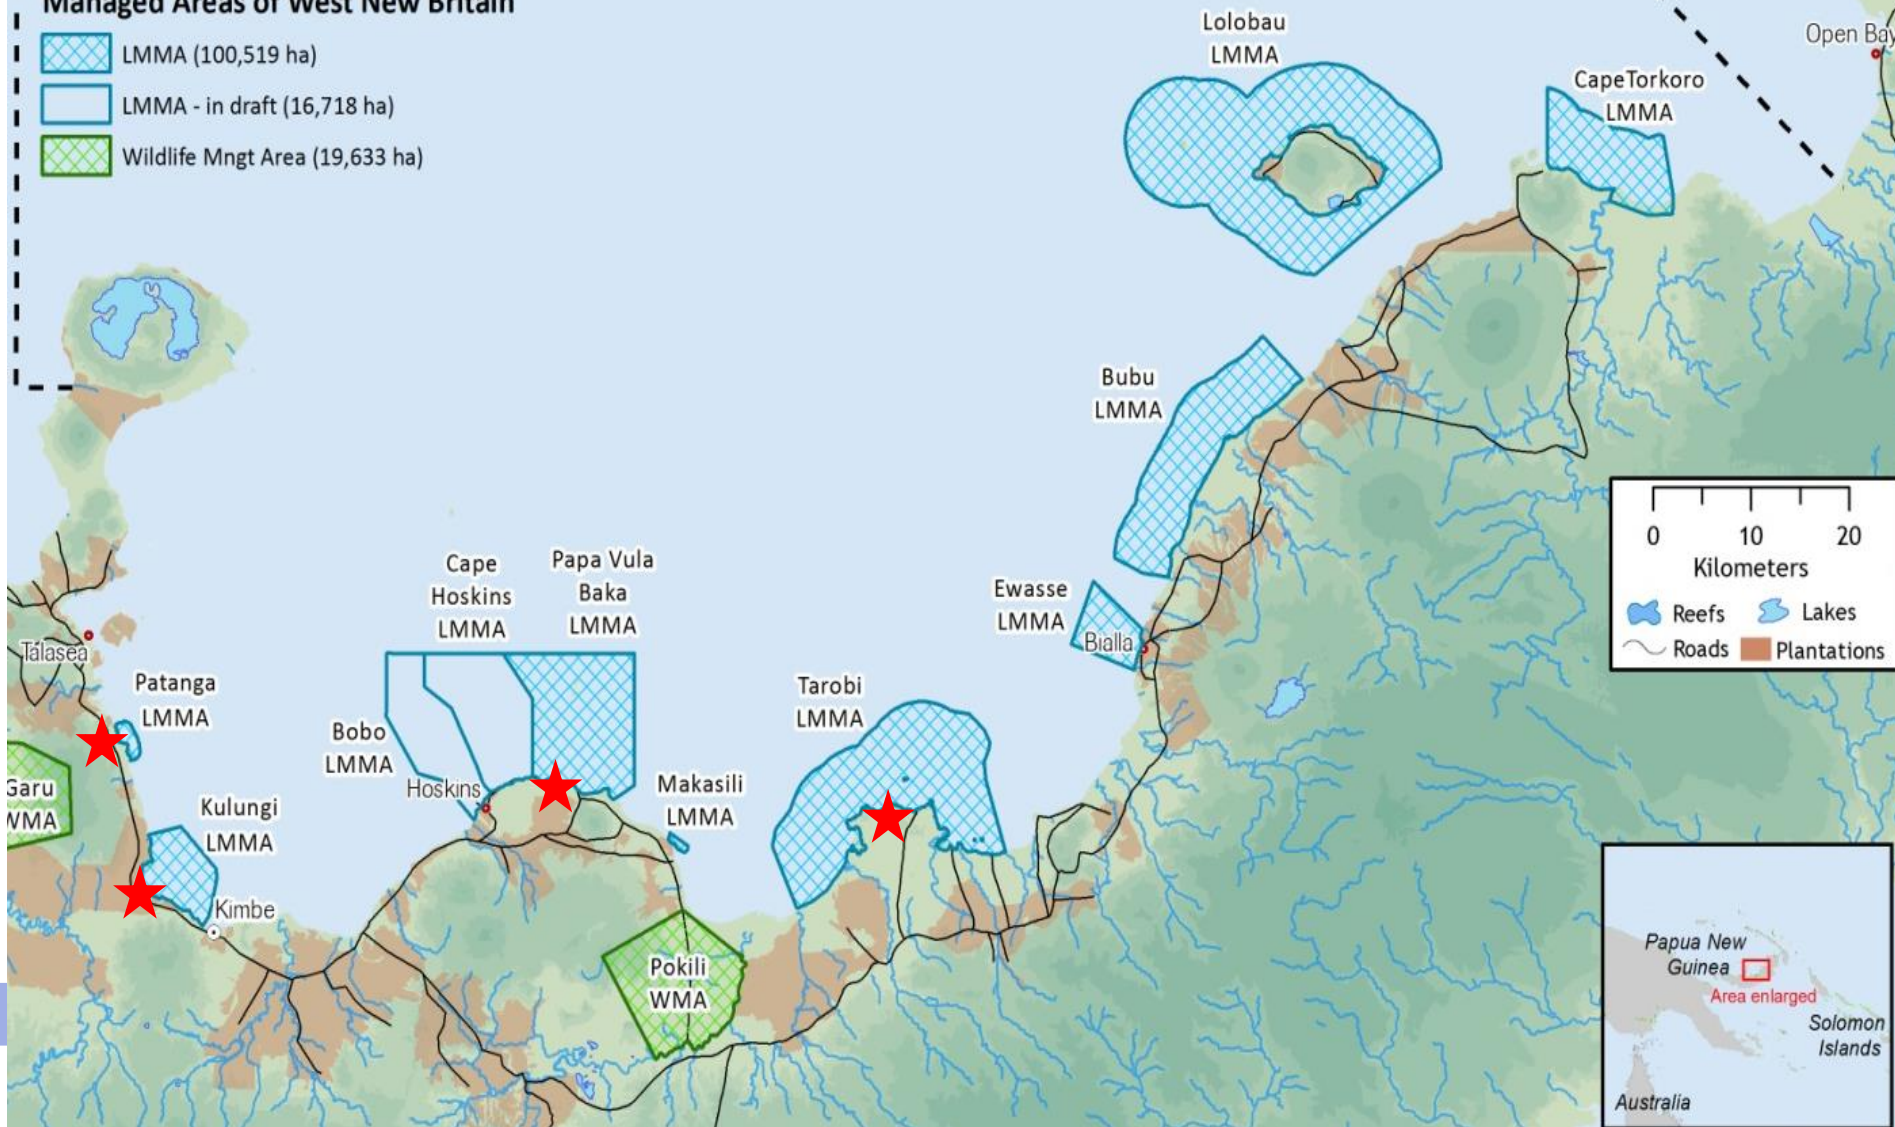 Managed Areas of West New Britain
LMMA (100,519 ha)
LMMA - in draft (16,718 ha)
Wildlife Mngt Area (19,633 ha)
Lolobau
LMMA
Open Bay
CapeTorkoro
LMMA
Bubu
LMMA
Cape
Hoskins
LMMA
Papa Vula
Baka
LMMA
Ewasse
LMMA
Bialla
Talasea
Patanga
LMMA
Tarobi
LMMA
Bobo
LMMA
Hoskins
Makasili
LMMA
Garu
WMA
Kulungi
LMMA
Kimbe
Pokili
WMA
0 10 20
Kilometers
Reefs Lakes
Roads Plantations
Papua New
Guinea
Area enlarged
Solomon
Islands
Australia